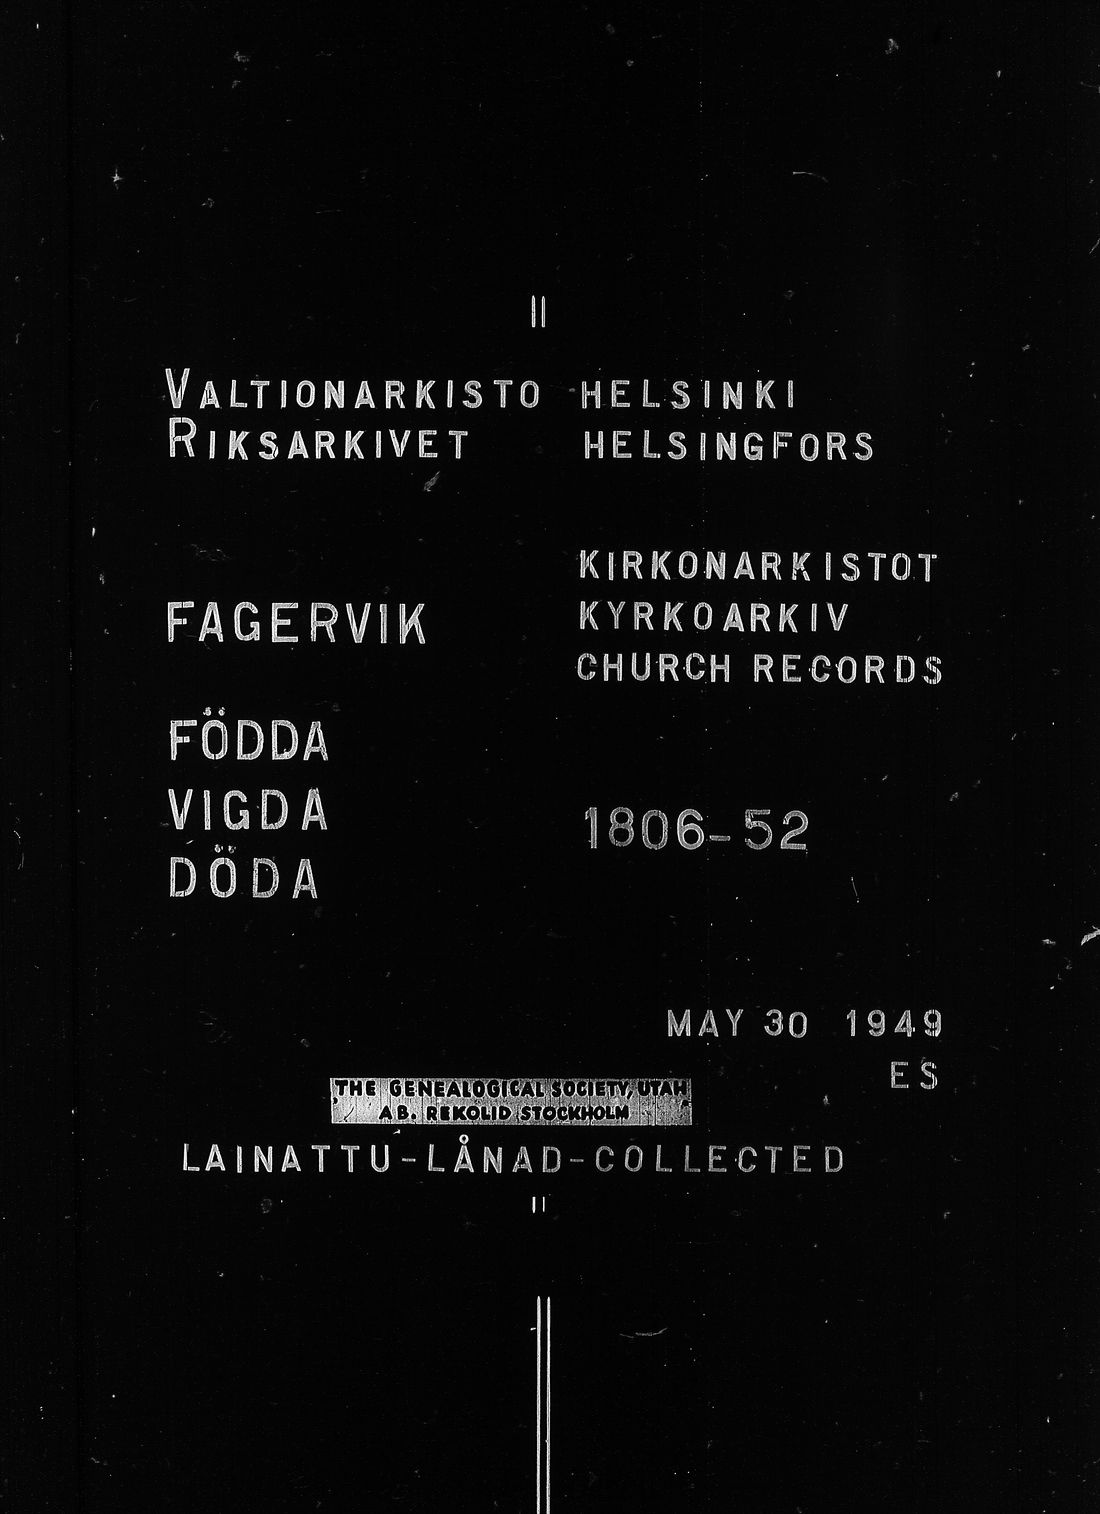 VALTIONARKISTO HELSINKI
RIKSARKIVET HELSINGFORS
KIRKONARKISTOT
FAGERVIK KYRKOARKIV
CHURCH RECORDS
FÖDDA
VIGDA 1806-52
DÖDA
MAY 30 1949
ES
THE GENEALOGICAL SOCIETY, UTAH
AB. REKOLID STOCKHOLM
LAINATTU-LÅNAD-COLLECTED